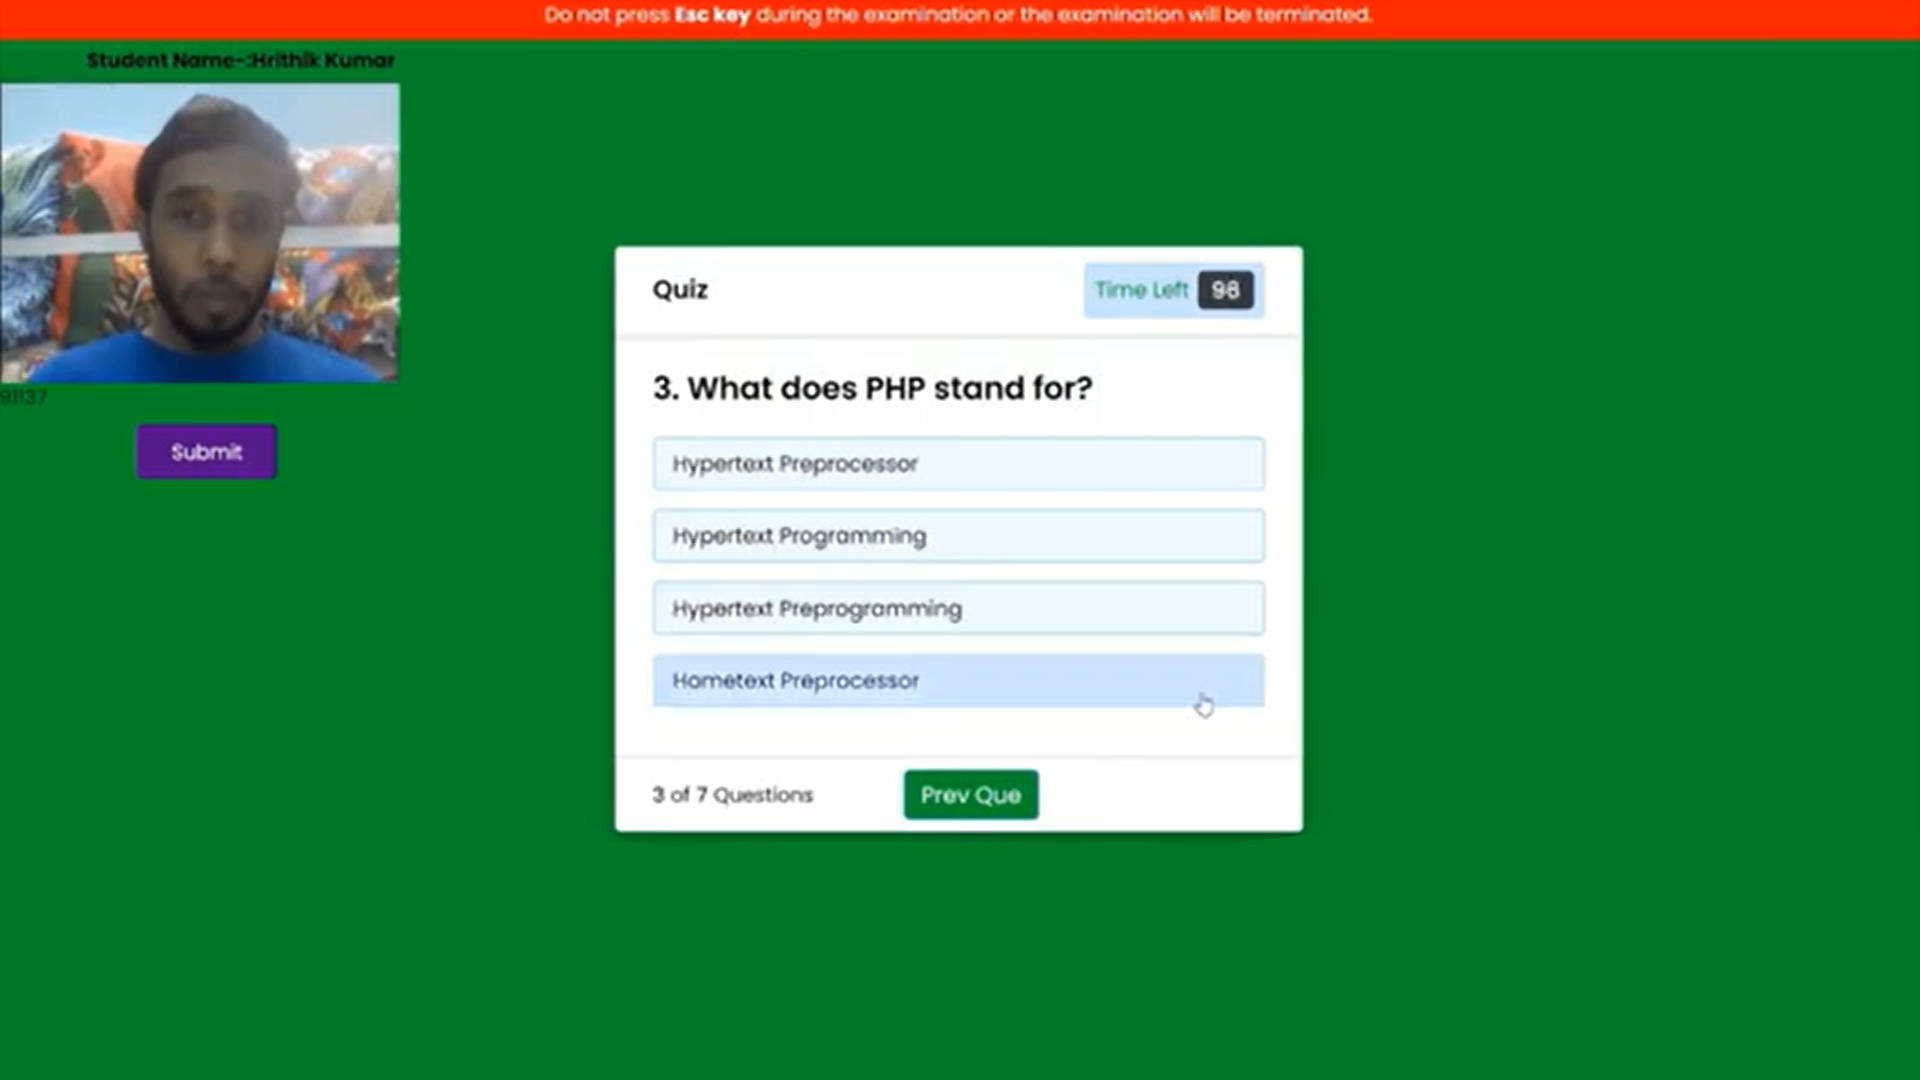 Do not press Esc key during the examination or the examination will be terminated.
Student Name-:Hrithik Kumar
91137
Submit
Quiz
Time Left 98
3. What does PHP stand for?
Hypertext Preprocessor
Hypertext Programming
Hypertext Preprogramming
Hometext Preprocessor
3 of 7 Questions
Prev Que